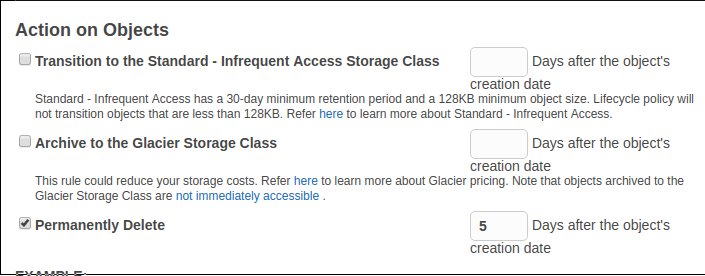 Action on Objects
Transition to the Standard - Infrequent Access Storage Class
Days after the object's
creation date
Standard - Infrequent Access has a 30-day minimum retention period and a 128KB minimum object size. Lifecycle policy will
not transition objects that are less than 128KB. Refer here to learn more about Standard - Infrequent Access.
Archive to the Glacier Storage Class
Days after the object's
creation date
This rule could reduce your storage costs. Refer here to learn more about Glacier pricing. Note that objects archived to the
Glacier Storage Class are not immediately accessible .
Permanently Delete
5 Days after the object's
creation date
EXAMPLE: